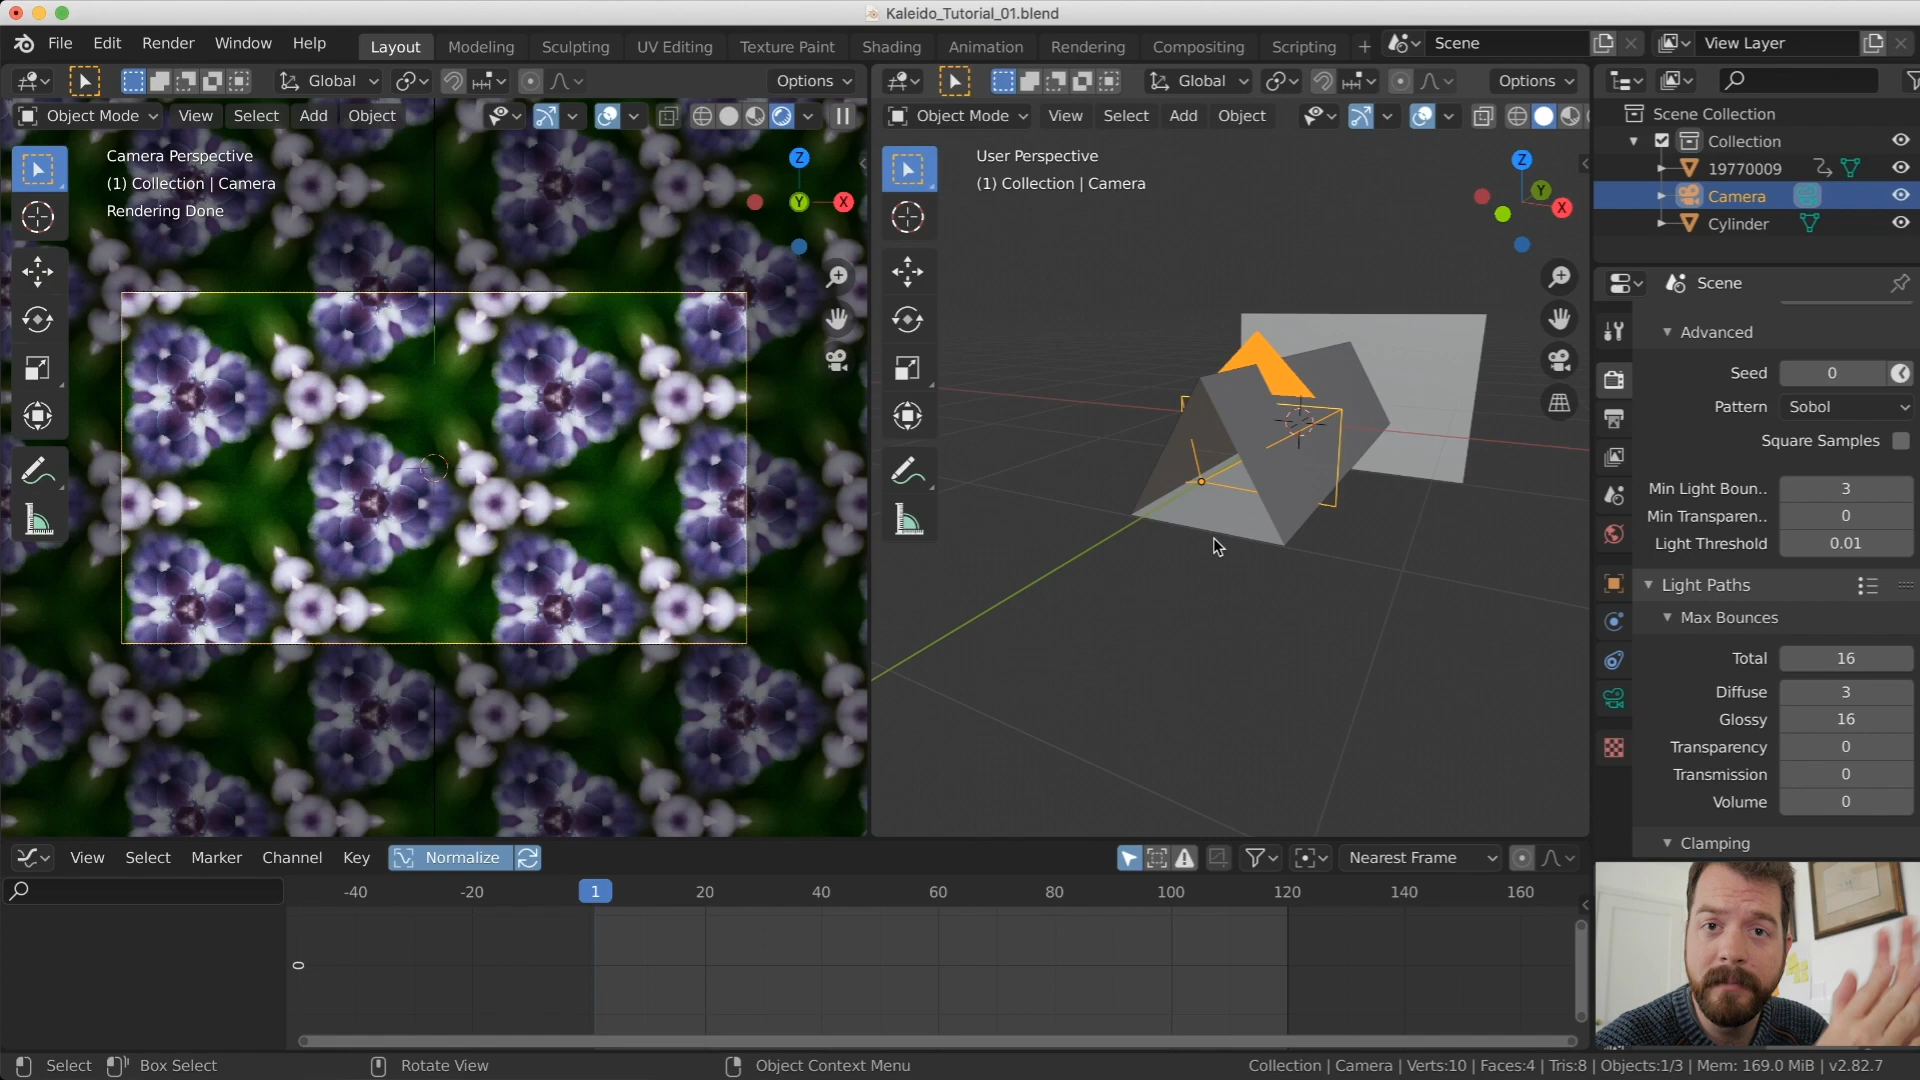 Kaleido_Tutorial_01.blend
File Edit Render Window Help Layout Modeling Sculpting UV Editing Texture Paint Shading Animation Rendering Compositing Scripting + Scene View Layer
Global Options
Object Mode View Select Add Object
Camera Perspective
(1) Collection | Camera
Rendering Done
Z
Y
X
Global Options
Object Mode View Select Add Object
User Perspective
(1) Collection | Camera
Z
Y
X
Scene Collection
Collection
19770009
Camera
Cylinder
Scene
Advanced
Seed 0
Pattern Sobol
Square Samples
Min Light Boun.. 3
Min Transparen.. 0
Light Threshold 0.01
Light Paths
Max Bounces
Total 16
Diffuse 3
Glossy 16
Transparency 0
Transmission 0
Volume 0
Clamping
View Select Marker Channel Key Normalize Nearest Frame
-40 -20 1 20 40 60 80 100 120 140 160
0
Select Box Select Rotate View Object Context Menu Collection | Camera | Verts:10 | Faces:4 | Tris:8 | Objects:1/3 | Mem: 169.0 MiB | v2.82.7